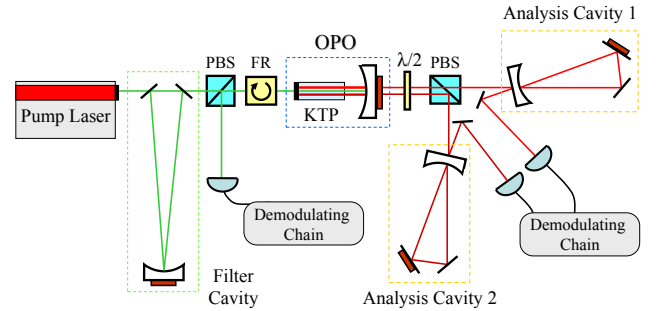 Analysis Cavity 1
OPO
λ/2
PBS
FR
PBS
Pump Laser
KTP
Demodulating
Chain
Demodulating
Chain
Filter
Cavity
Analysis Cavity 2